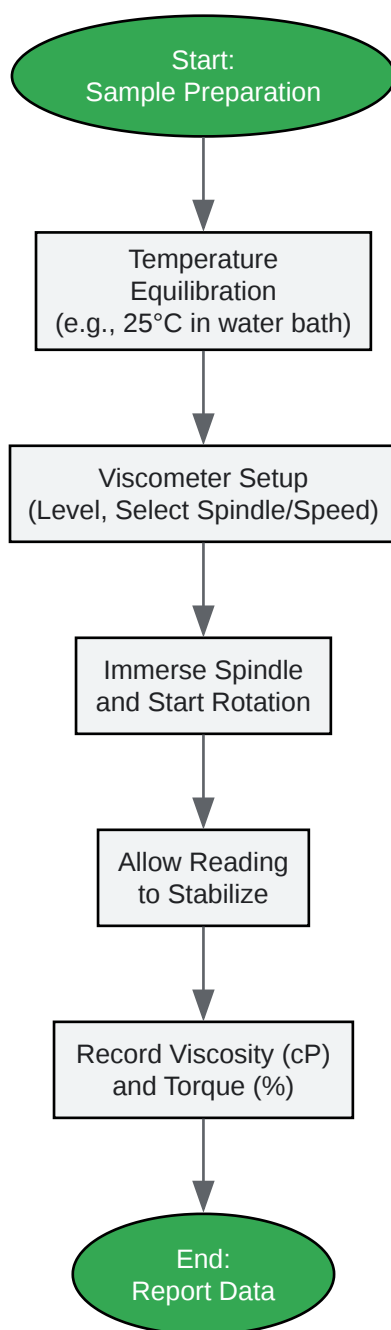 Start:
Sample Preparation
Temperature
Equilibration
(e.g., 25°C in water bath)
Viscometer Setup
(Level, Select Spindle/Speed)
Immerse Spindle
and Start Rotation
Allow Reading
to Stabilize
Record Viscosity (cP)
and Torque (%)
End:
Report Data